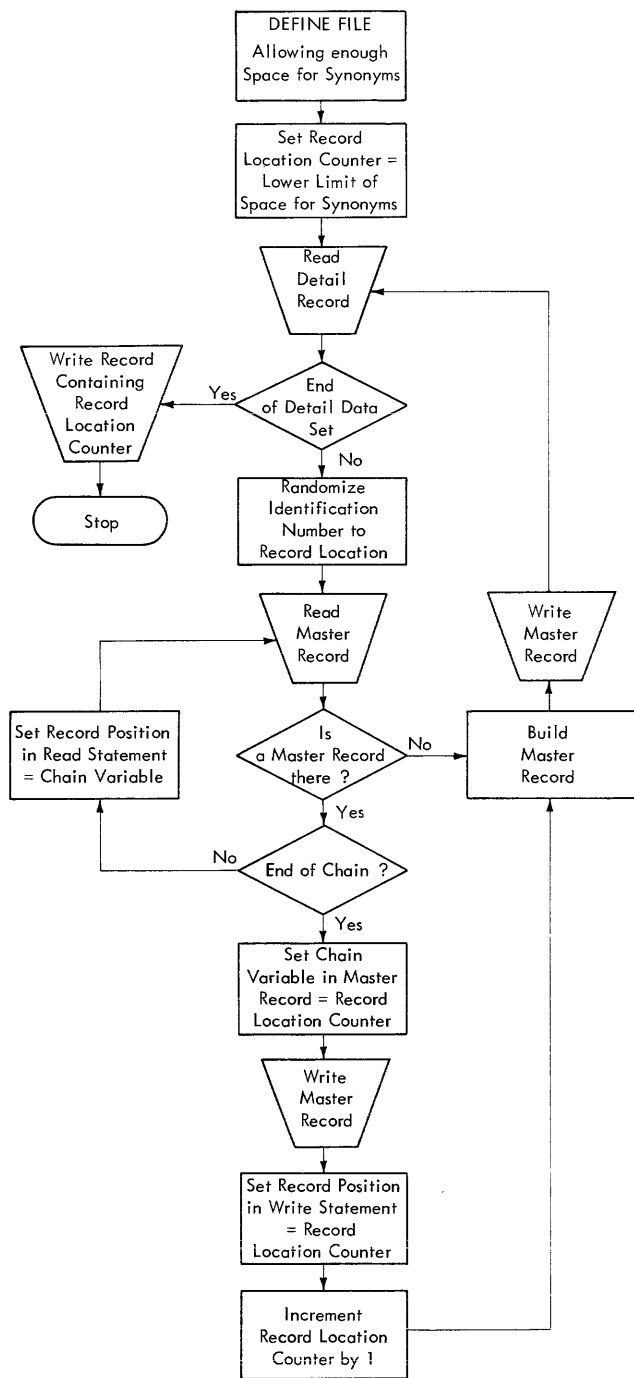 DEFINE FILE
Allowing enough
Space for Synonyms
Set Record
Location Counter =
Lower Limit of
Space for Synonyms
Read
Detail
Record
Write Record
Containing
Record
Location
Counter
Yes
End
of Detail Data
Set
No
Stop
Randomize
Identification
Number to
Record Location
Read
Master
Record
Write
Master
Record
Set Record Position
in Read Statement
= Chain Variable
Is
a Master Record
there ?
No
Build
Master
Record
Yes
No
End of Chain ?
Yes
Set Chain
Variable in Master
Record = Record
Location Counter
Write
Master
Record
Set Record Position
in Write Statement
= Record
Location Counter
Increment
Record Location
Counter by 1